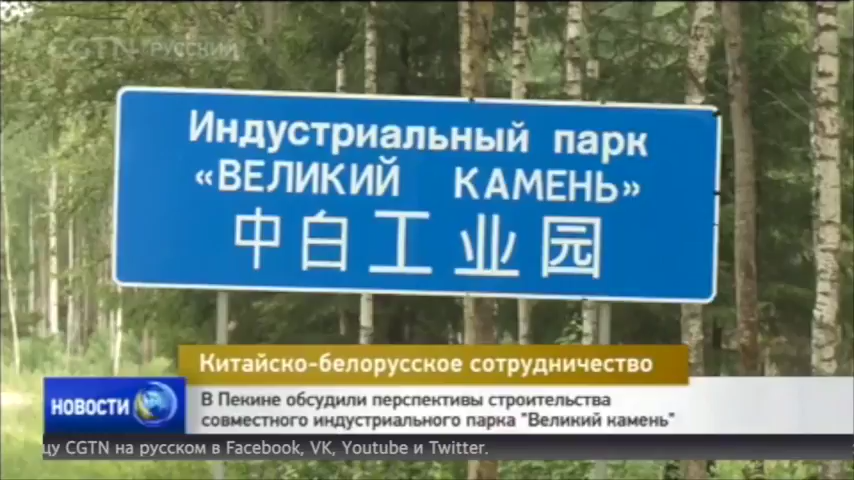 CGTN РУССКИЙ
Индустриальный парк
«ВЕЛИКИЙ КАМЕНЬ»
中白工业园
Китайско-белорусское сотрудничество
НОВОСТИ
В Пекине обсудили перспективы строительства
совместного индустриального парка "Великий камень"
цу CGTN на русском в Facebook, VK, Youtube и Twitter.